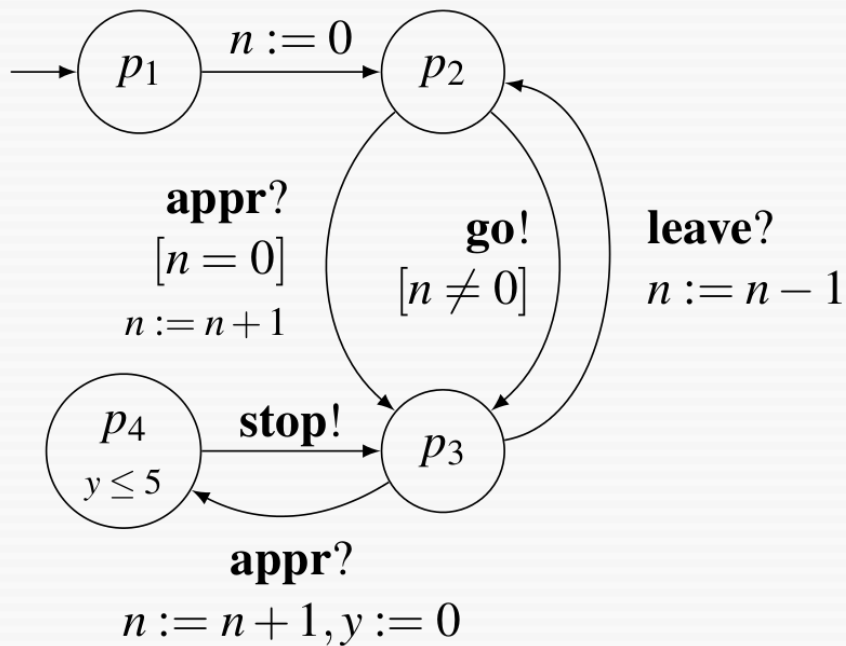 p₁
n := 0
p₂
appr?
[n = 0]
n := n + 1
go!
[n ≠ 0]
leave?
n := n − 1
p₄
y ≤ 5
stop!
p₃
appr?
n := n + 1, y := 0